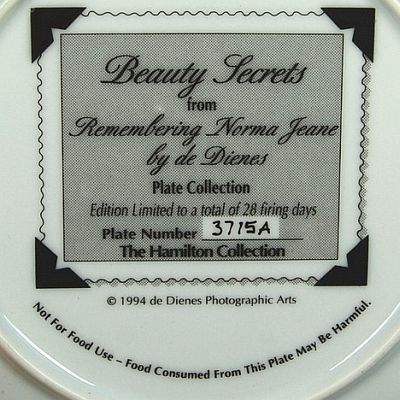 Beauty Secrets
from
Remembering Norma Jeane
by de Dienes
Plate Collection
Edition Limited to a total of 28 firing days
Plate Number 3715A
The Hamilton Collection
© 1994 de Dienes Photographic Arts
Not For Food Use – Food Consumed From This Plate May Be Harmful.